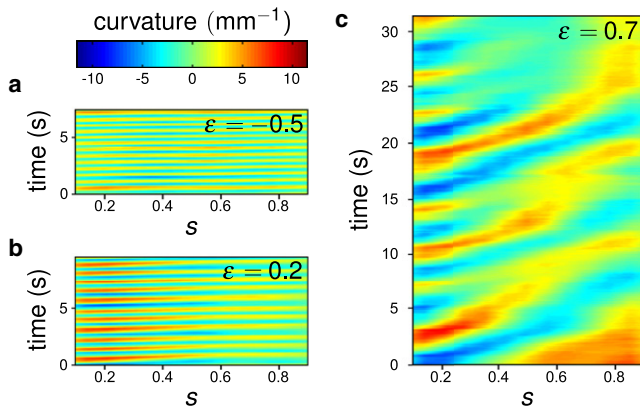 curvature (mm⁻¹)
-10 -5 0 5 10
a
ε = −0.5
time (s)
5
0
0.2 0.4 0.6 0.8
s
b
ε = 0.2
time (s)
5
0
0.2 0.4 0.6 0.8
s
c
ε = 0.7
time (s)
30
25
20
15
10
5
0
0.2 0.4 0.6 0.8
s